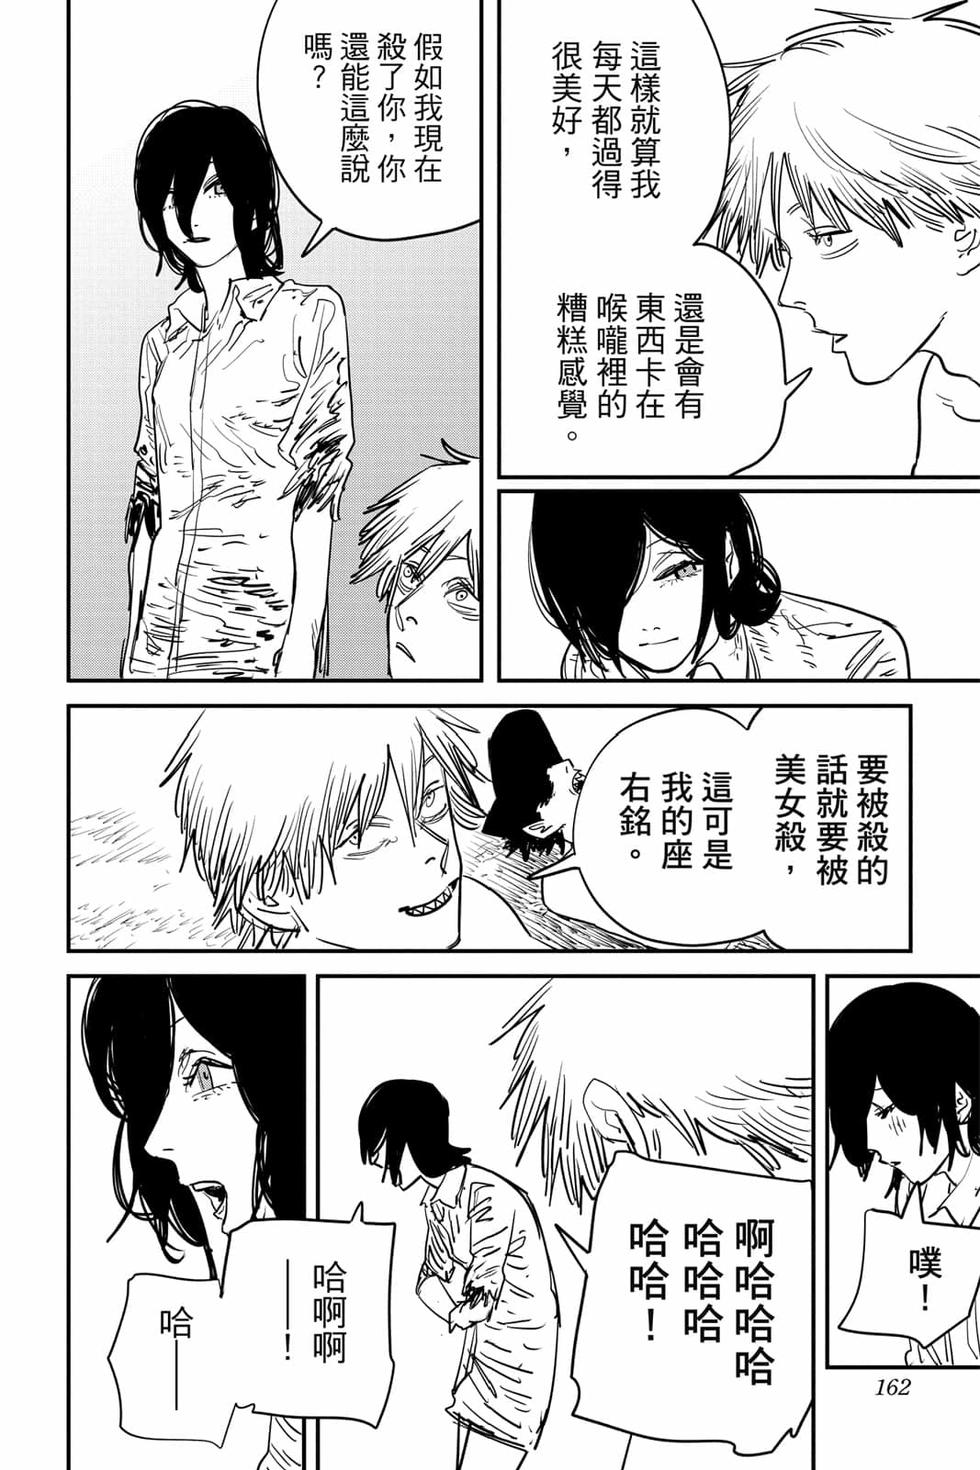 這樣就算我
每天都過得
很美好，
還是會有
東西卡在
喉嚨裡的
糟糕感覺。
假如我現在
殺了你，你
還能這麼說
嗎？
要被殺的
話就要被
美女殺，
這可是
我的座
右銘。
噗！
啊哈哈哈
哈哈哈
哈哈！
哈啊啊
——！
哈——
162